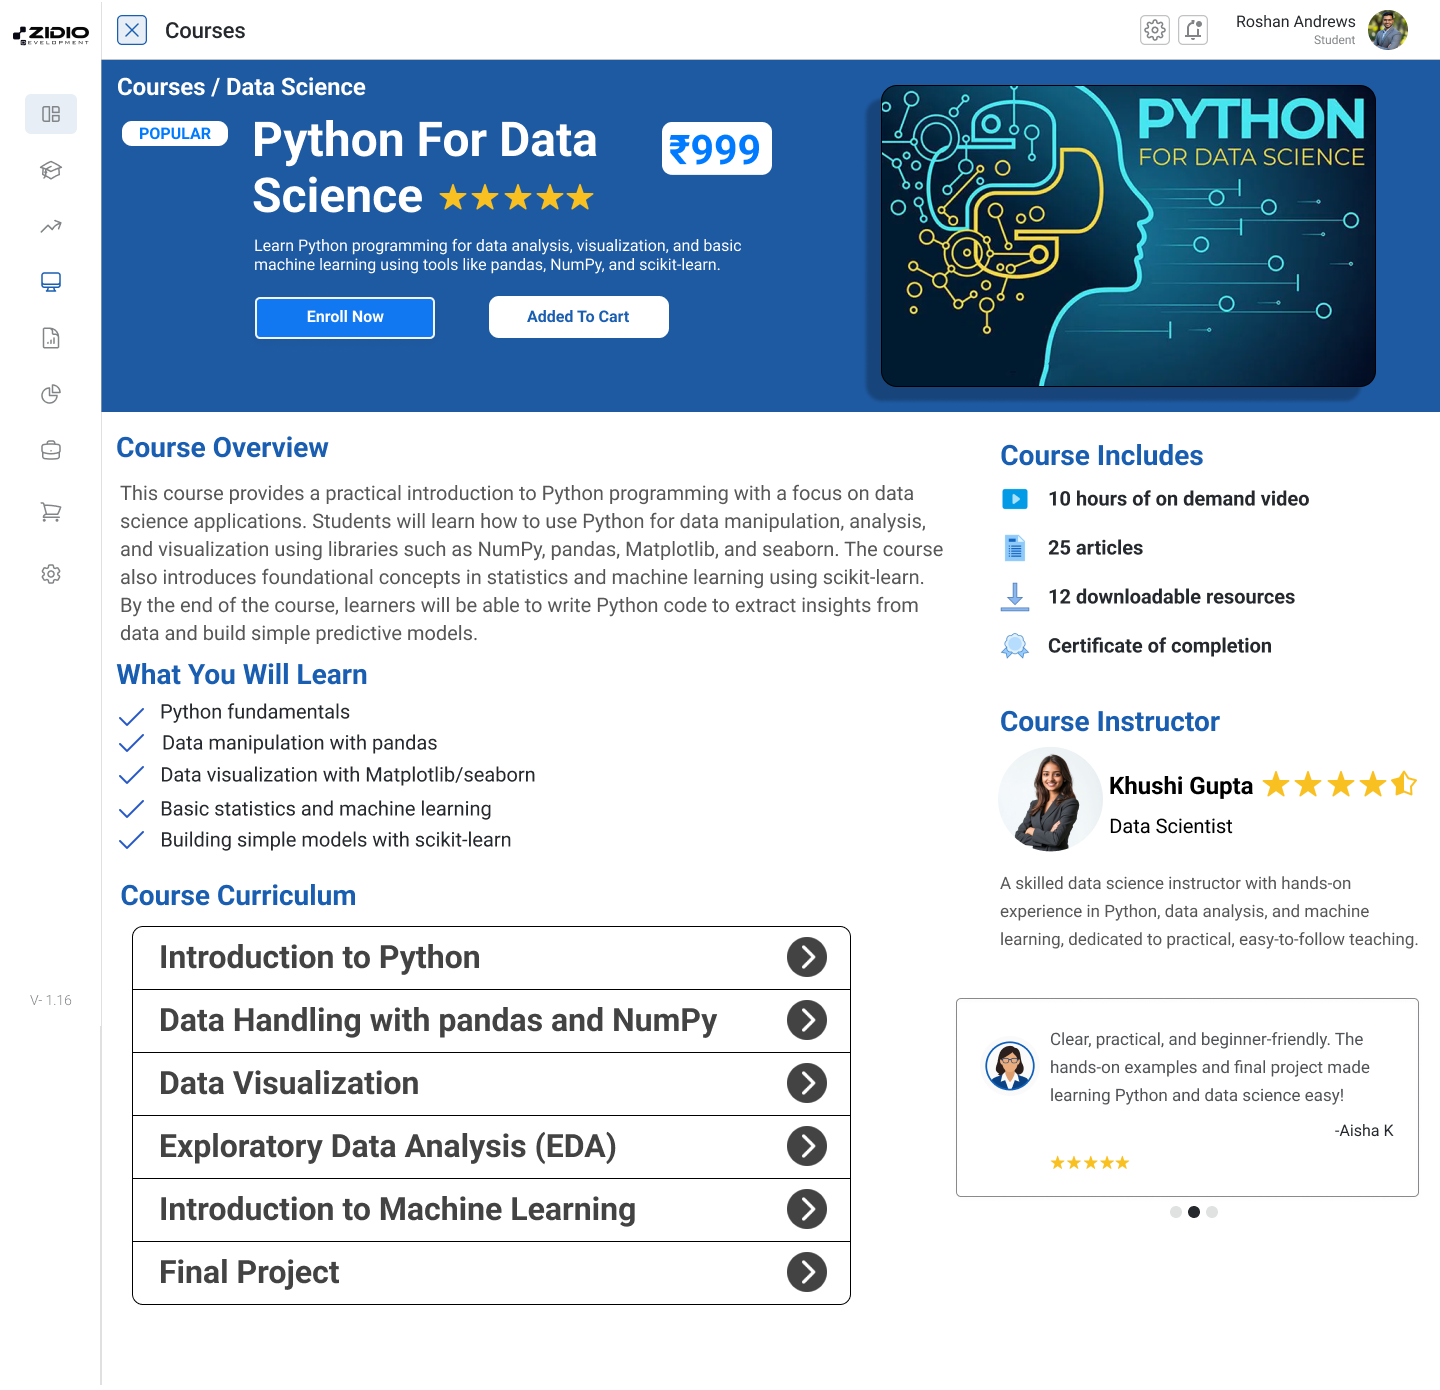 ZIDIO
DEVELOPMENT
Courses
Roshan Andrews
Student
Courses / Data Science
POPULAR
Python For Data
Science
₹999
Learn Python programming for data analysis, visualization, and basic
machine learning using tools like pandas, NumPy, and scikit-learn.
Enroll Now
Added To Cart
PYTHON
FOR DATA SCIENCE
Course Overview
This course provides a practical introduction to Python programming with a focus on data
science applications. Students will learn how to use Python for data manipulation, analysis,
and visualization using libraries such as NumPy, pandas, Matplotlib, and seaborn. The course
also introduces foundational concepts in statistics and machine learning using scikit-learn.
By the end of the course, learners will be able to write Python code to extract insights from
data and build simple predictive models.
What You Will Learn
Python fundamentals
Data manipulation with pandas
Data visualization with Matplotlib/seaborn
Basic statistics and machine learning
Building simple models with scikit-learn
Course Curriculum
Introduction to Python
Data Handling with pandas and NumPy
Data Visualization
Exploratory Data Analysis (EDA)
Introduction to Machine Learning
Final Project
Course Includes
10 hours of on demand video
25 articles
12 downloadable resources
Certificate of completion
Course Instructor
Khushi Gupta
Data Scientist
A skilled data science instructor with hands-on
experience in Python, data analysis, and machine
learning, dedicated to practical, easy-to-follow teaching.
Clear, practical, and beginner-friendly. The
hands-on examples and final project made
learning Python and data science easy!
-Aisha K
V- 1.16